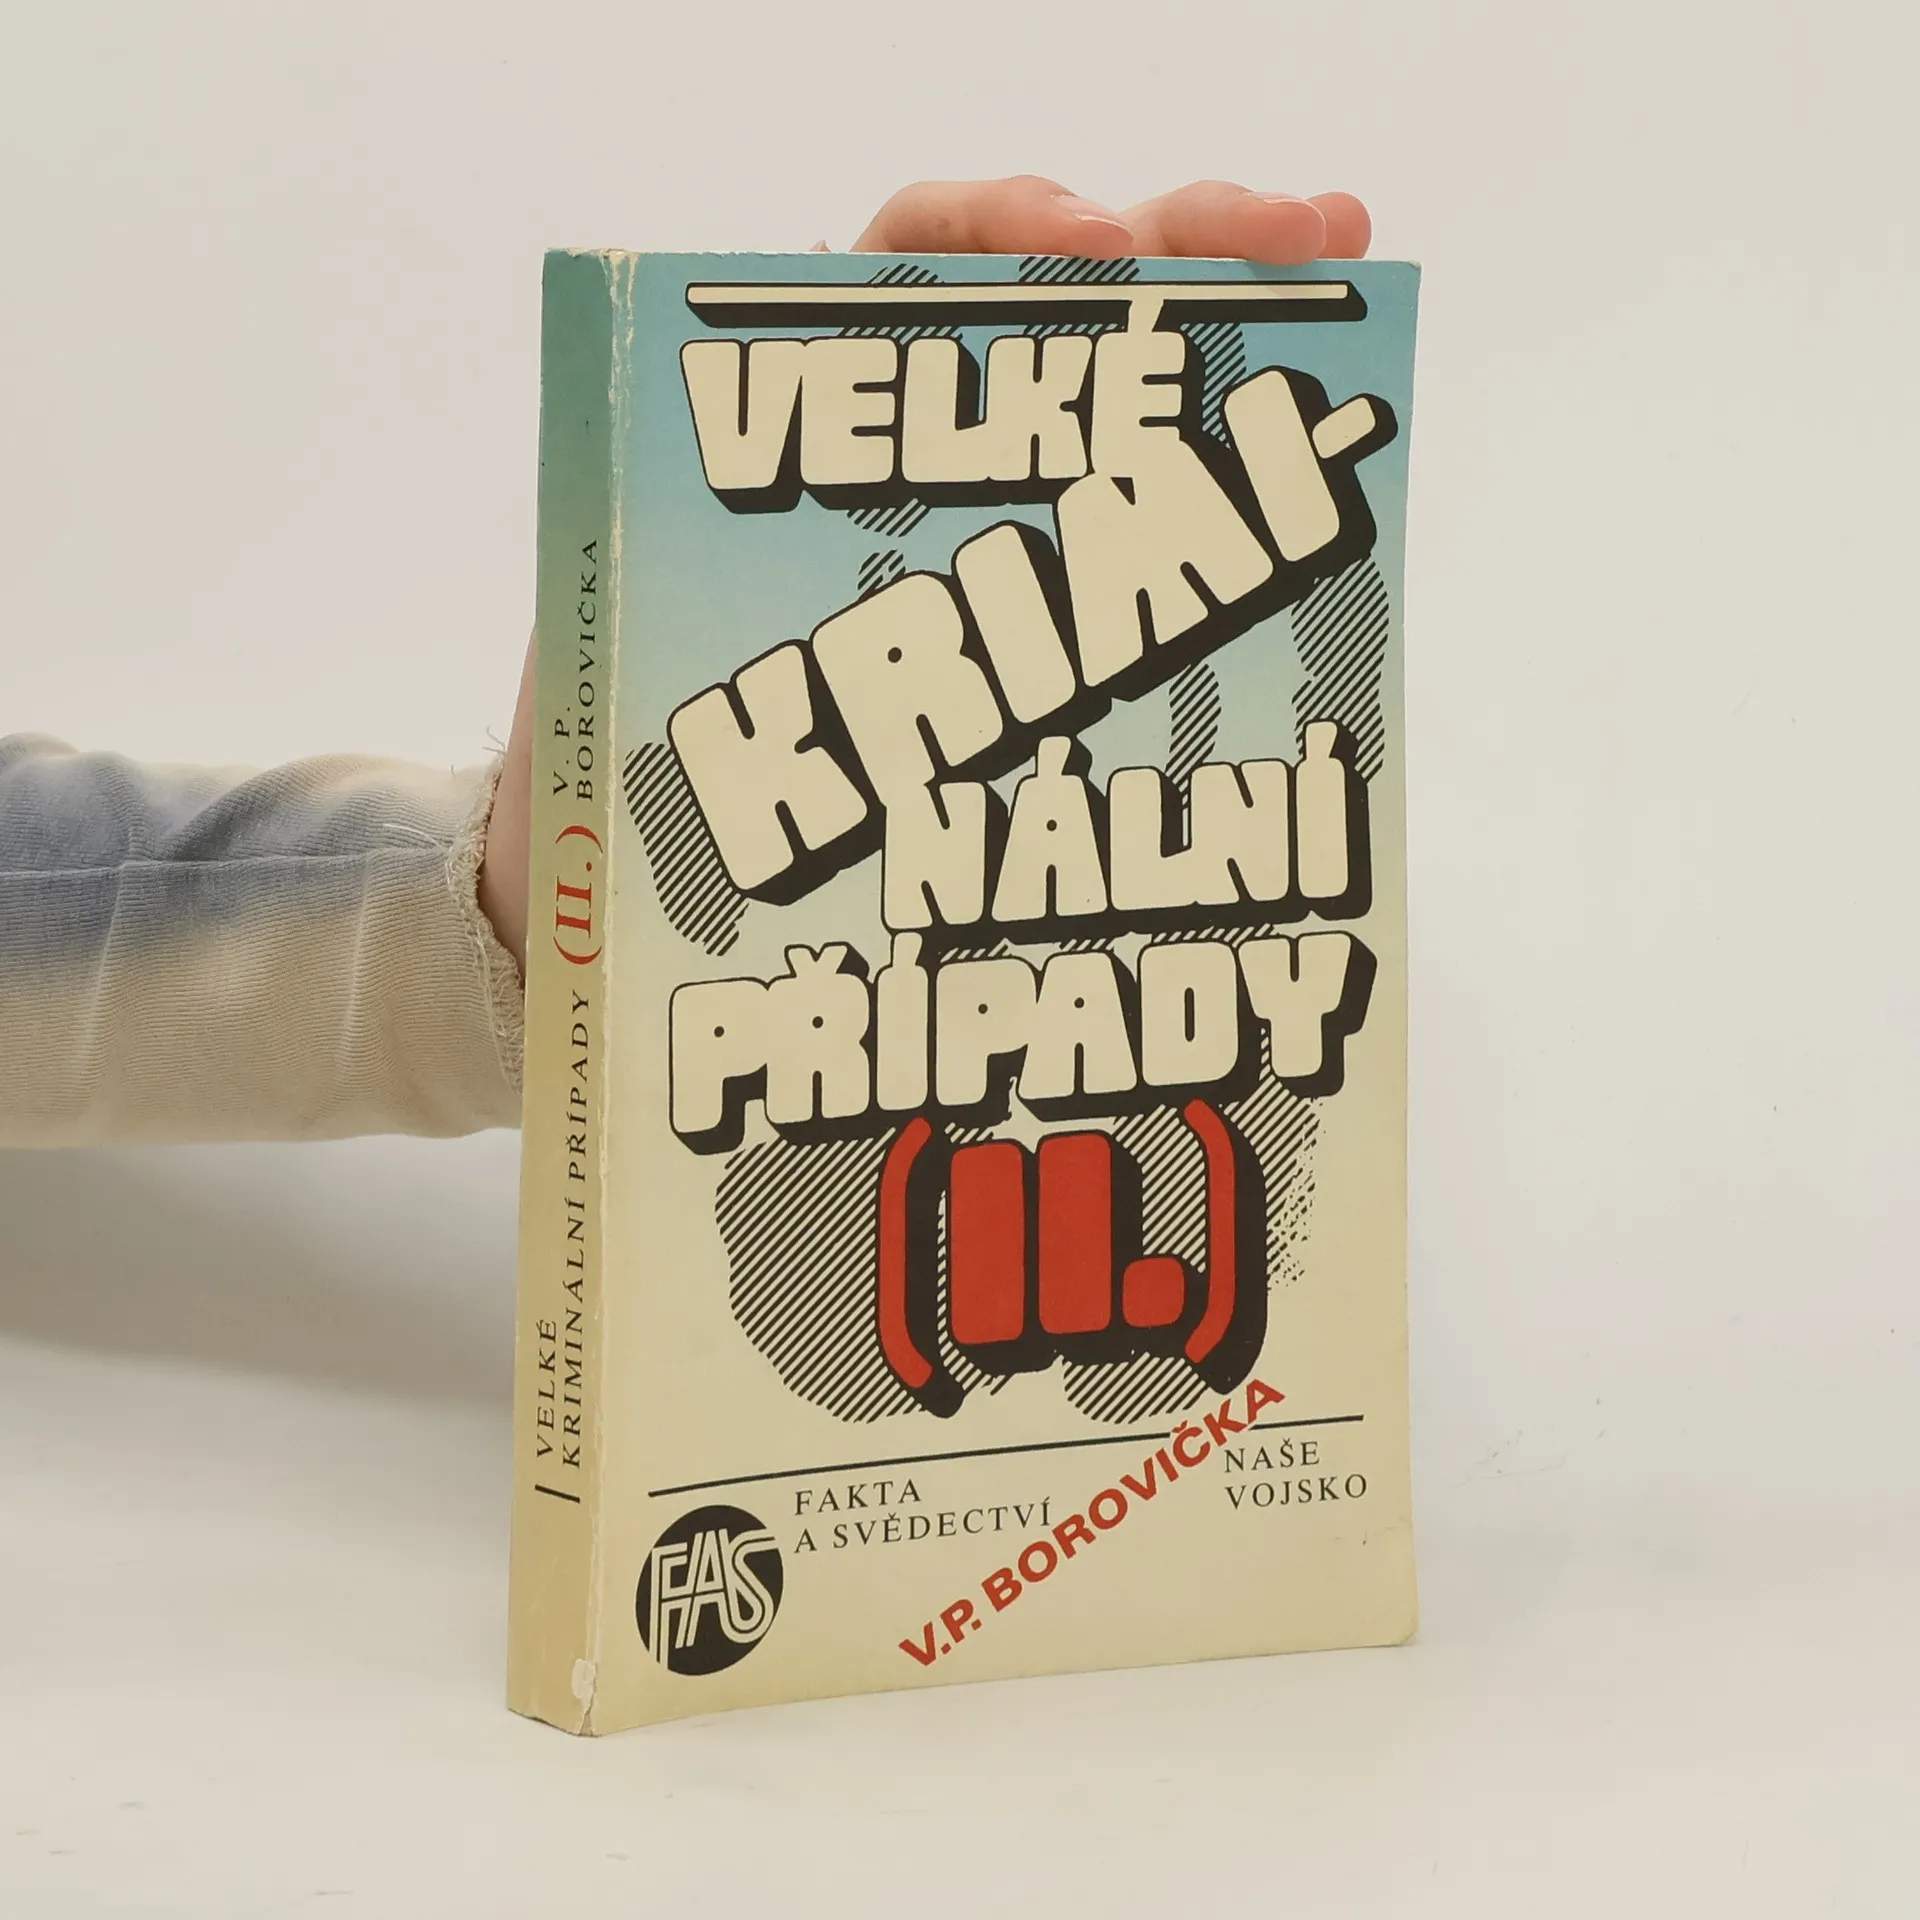 VELKÉ
KRIMI-
NÁLNÍ
PŘÍPADY
(II.)
FAKTA
A SVĚDECTVÍ
NAŠE
VOJSKO
V.P. BOROVIČKA
FAS
VELKÉ
KRIMINÁLNÍ PŘÍPADY (II.)
V. P.
BOROVIČKA